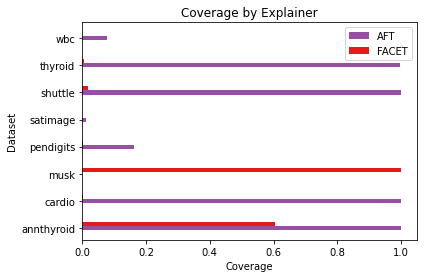 Coverage by Explainer
AFT
FACET
Dataset
wbc
thyroid
shuttle
satimage
pendigits
musk
cardio
annthyroid
0.0 0.2 0.4 0.6 0.8 1.0
Coverage